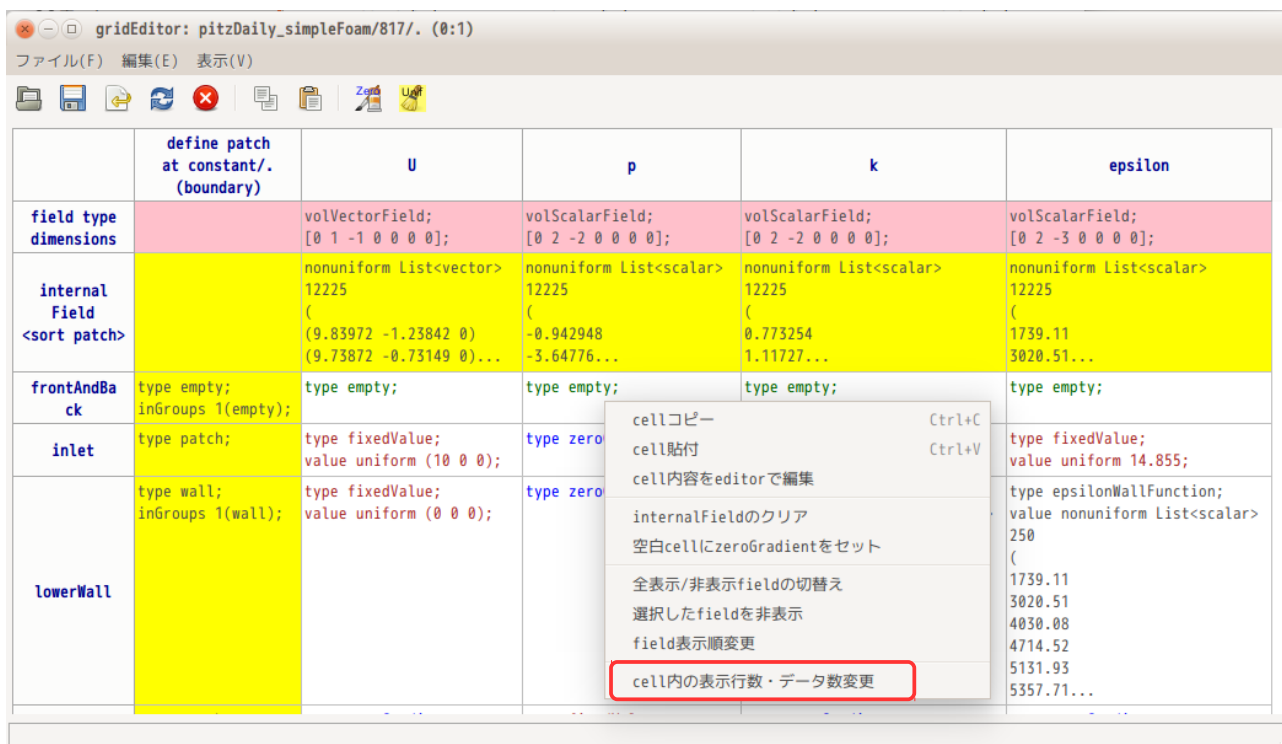 gridEditor: pitzDaily_simpleFoam/817/. (0:1)
ファイル(F) 編集(E) 表示(V)
Zero Unit
define patch
at constant/.
(boundary)
U
p
k
epsilon
field type
dimensions
volVectorField;
[0 1 -1 0 0 0 0];
volScalarField;
[0 2 -2 0 0 0 0];
volScalarField;
[0 2 -2 0 0 0 0];
volScalarField;
[0 2 -3 0 0 0 0];
internal
Field
<sort patch>
nonuniform List<vector>
12225
(
(9.83972 -1.23842 0)
(9.73872 -0.73149 0)...
nonuniform List<scalar>
12225
(
-0.942948
-3.64776...
nonuniform List<scalar>
12225
(
0.773254
1.11727...
nonuniform List<scalar>
12225
(
1739.11
3020.51...
frontAndBa
ck
type empty;
inGroups 1(empty);
type empty;
type empty;
type empty;
type empty;
inlet
type patch;
type fixedValue;
value uniform (10 0 0);
type zero
type fixedValue;
value uniform 14.855;
lowerWall
type wall;
inGroups 1(wall);
type fixedValue;
value uniform (0 0 0);
type zero
type epsilonWallFunction;
value nonuniform List<scalar>
250
(
1739.11
3020.51
4030.08
4714.52
5131.93
5357.71...
cellコピー Ctrl+C
cell貼付 Ctrl+V
cell内容をeditorで編集
internalFieldのクリア
空白cellにzeroGradientをセット
全表示/非表示fieldの切替え
選択したfieldを非表示
field表示順変更
cell内の表示行数・データ数変更